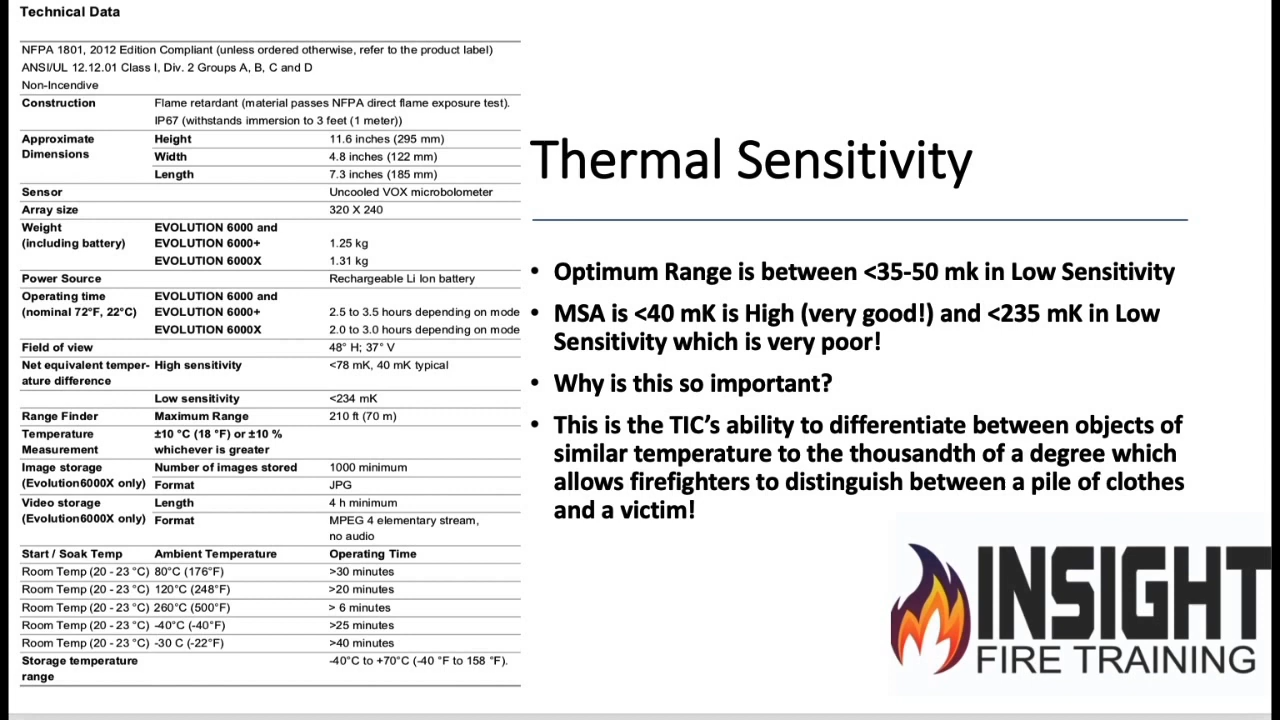 Technical Data
NFPA 1801, 2012 Edition Compliant (unless ordered otherwise, refer to the product label)
ANSI/UL 12.12.01 Class I, Div. 2 Groups A, B, C and D
Non-Incendive
Construction Flame retardant (material passes NFPA direct flame exposure test).
IP67 (withstands immersion to 3 feet (1 meter))
Approximate Height 11.6 inches (295 mm)
Dimensions
Width 4.8 inches (122 mm)
Length 7.3 inches (185 mm)
Sensor Uncooled VOX microbolometer
Array size 320 X 240
Weight EVOLUTION 6000 and
(including battery) EVOLUTION 6000+ 1.25 kg
EVOLUTION 6000X 1.31 kg
Power Source Rechargeable Li Ion battery
Operating time EVOLUTION 6000 and
(nominal 72°F, 22°C) EVOLUTION 6000+ 2.5 to 3.5 hours depending on mode
EVOLUTION 6000X 2.0 to 3.0 hours depending on mode
Field of view 48° H; 37° V
Net equivalent temper- High sensitivity <78 mK, 40 mK typical
ature difference
Low sensitivity <234 mK
Range Finder Maximum Range 210 ft (70 m)
Temperature ±10 °C (18 °F) or ±10 %
Measurement whichever is greater
Image storage Number of images stored 1000 minimum
(Evolution6000X only) Format JPG
Video storage Length 4 h minimum
(Evolution6000X only) Format MPEG 4 elementary stream,
no audio
Start / Soak Temp Ambient Temperature Operating Time
Room Temp (20 - 23 °C) 80°C (176°F) >30 minutes
Room Temp (20 - 23 °C) 120°C (248°F) >20 minutes
Room Temp (20 - 23 °C) 260°C (500°F) > 6 minutes
Room Temp (20 - 23 °C) -40°C (-40°F) >25 minutes
Room Temp (20 - 23 °C) -30 C (-22°F) >40 minutes
Storage temperature -40°C to +70°C (-40 °F to 158 °F).
range
Thermal Sensitivity
• Optimum Range is between <35-50 mk in Low Sensitivity
• MSA is <40 mK is High (very good!) and <235 mK in Low
Sensitivity which is very poor!
• Why is this so important?
• This is the TIC's ability to differentiate between objects of
similar temperature to the thousandth of a degree which
allows firefighters to distinguish between a pile of clothes
and a victim!
INSIGHT
FIRE TRAINING